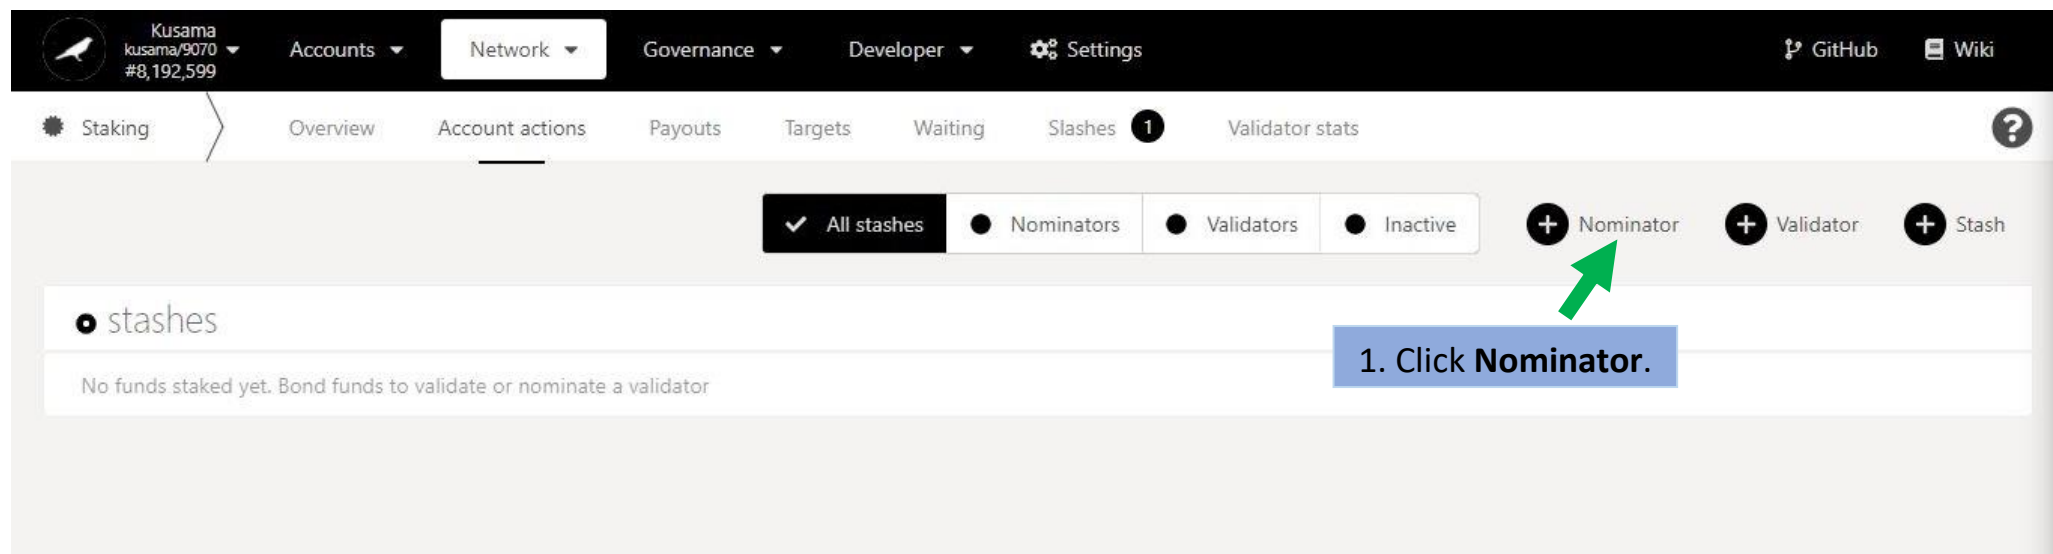 Kusama
kusama/9070
#8,192,599
Accounts
Network
Governance
Developer
Settings
GitHub
Wiki
Staking
Overview
Account actions
Payouts
Targets
Waiting
Slashes 1
Validator stats
?
All stashes
Nominators
Validators
Inactive
Nominator
Validator
Stash
stashes
No funds staked yet. Bond funds to validate or nominate a validator
1. Click Nominator.